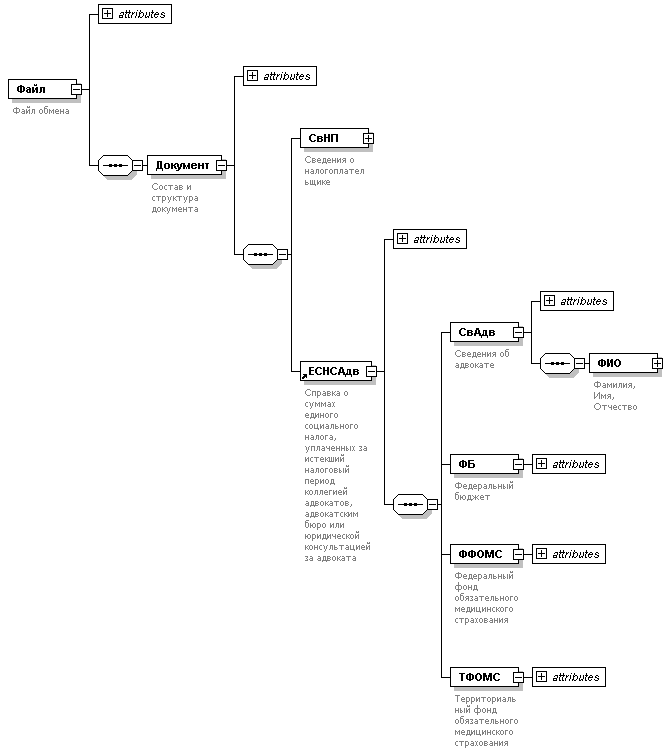 attributes
Файл
Файл обмена
attributes
Документ
Состав и
структура
документа
СвНП
Сведения о
налогоплател
ьщике
attributes
ЕСНСАдв
Справка о
суммах
единого
социального
налога,
уплаченных за
истекший
налоговый
период
коллегией
адвокатов,
адвокатским
бюро или
юридической
консультацией
за адвоката
attributes
СвАдв
Сведения об
адвокате
ФИО
Фамилия,
Имя,
Отчество
ФБ
attributes
Федеральный
бюджет
ФФОМС
attributes
Федеральный
фонд
обязательного
медицинского
страхования
ТФОМС
attributes
Территориаль
ный фонд
обязательного
медицинского
страхования